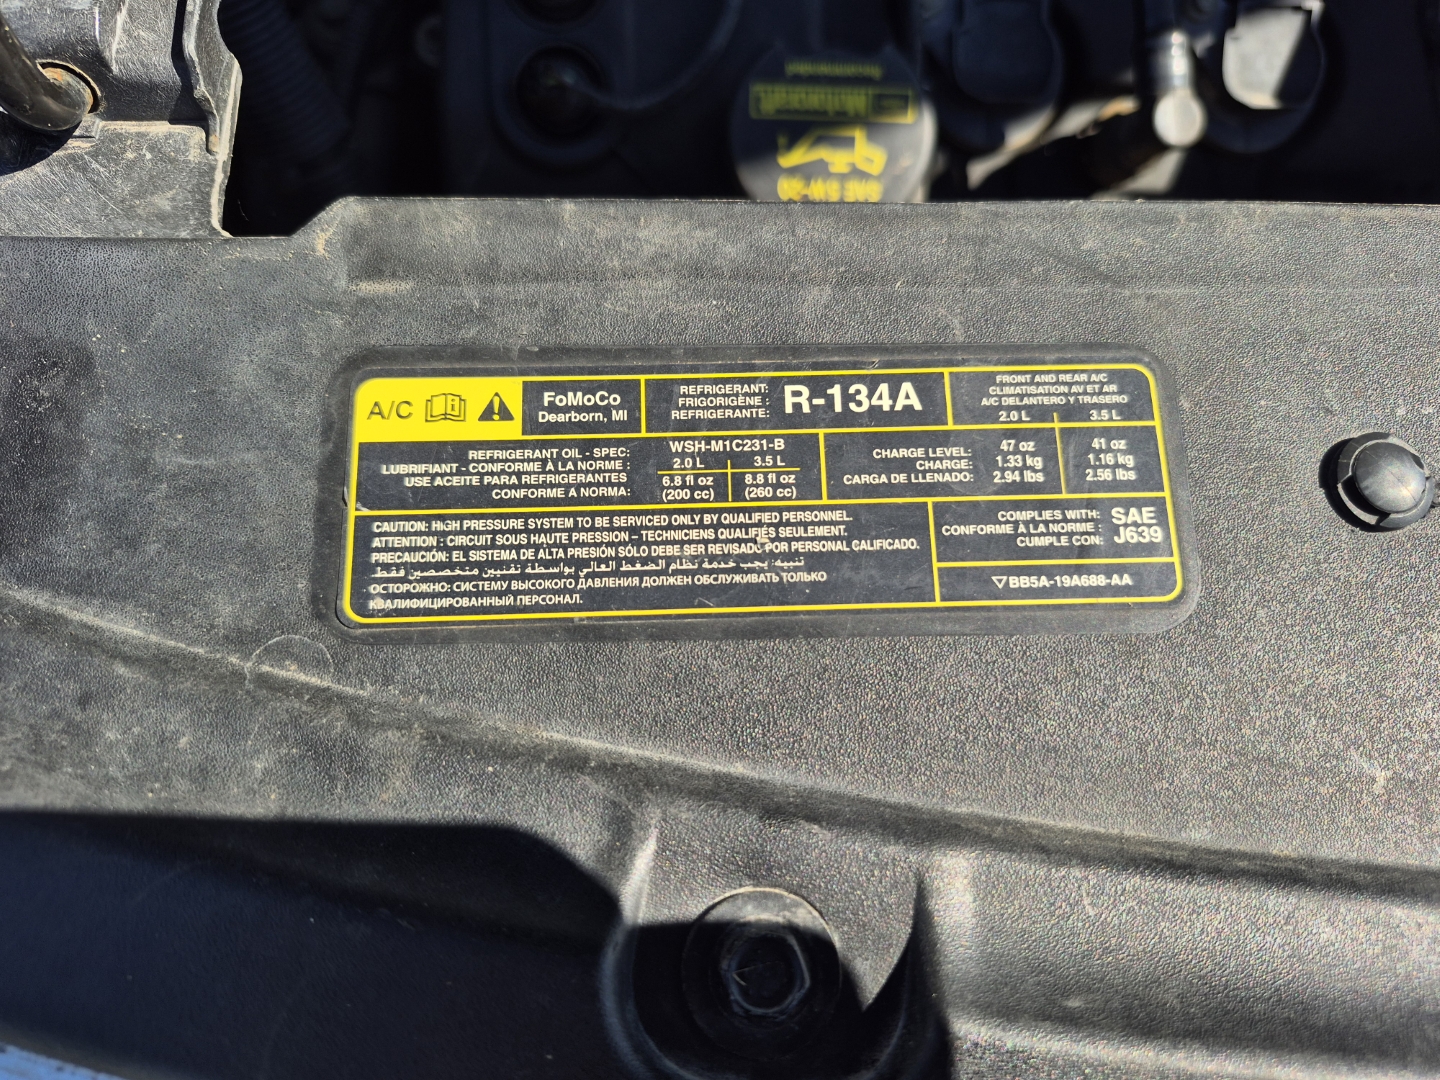 Recommended
Motorcraft
SAE 5W-20
A/C
FoMoCo
Dearborn, MI
REFRIGERANT:
FRIGORIGÈNE :
REFRIGERANTE:
R-134A
FRONT AND REAR A/C
CLIMATISATION AV ET AR
A/C DELANTERO Y TRASERO
2.0 L 3.5 L
REFRIGERANT OIL - SPEC:
LUBRIFIANT - CONFORME À LA NORME :
USE ACEITE PARA REFRIGERANTES
CONFORME A NORMA:
WSH-M1C231-B
2.0 L 3.5 L
6.8 fl oz 8.8 fl oz
(200 cc) (260 cc)
CHARGE LEVEL: 47 oz 41 oz
CHARGE: 1.33 kg 1.16 kg
CARGA DE LLENADO: 2.94 lbs 2.56 lbs
CAUTION: HIGH PRESSURE SYSTEM TO BE SERVICED ONLY BY QUALIFIED PERSONNEL.
ATTENTION : CIRCUIT SOUS HAUTE PRESSION – TECHNICIENS QUALIFIÉS SEULEMENT.
PRECAUCIÓN: EL SISTEMA DE ALTA PRESIÓN SÓLO DEBE SER REVISADO POR PERSONAL CALIFICADO.
تنبيه: يجب خدمة نظام الضغط العالي بواسطة تقنيين متخصصين فقط
ОСТОРОЖНО: СИСТЕМУ ВЫСОКОГО ДАВЛЕНИЯ ДОЛЖЕН ОБСЛУЖИВАТЬ ТОЛЬКО
КВАЛИФИЦИРОВАННЫЙ ПЕРСОНАЛ.
COMPLIES WITH:
CONFORME À LA NORME :
CUMPLE CON:
SAE
J639
BB5A-19A688-AA